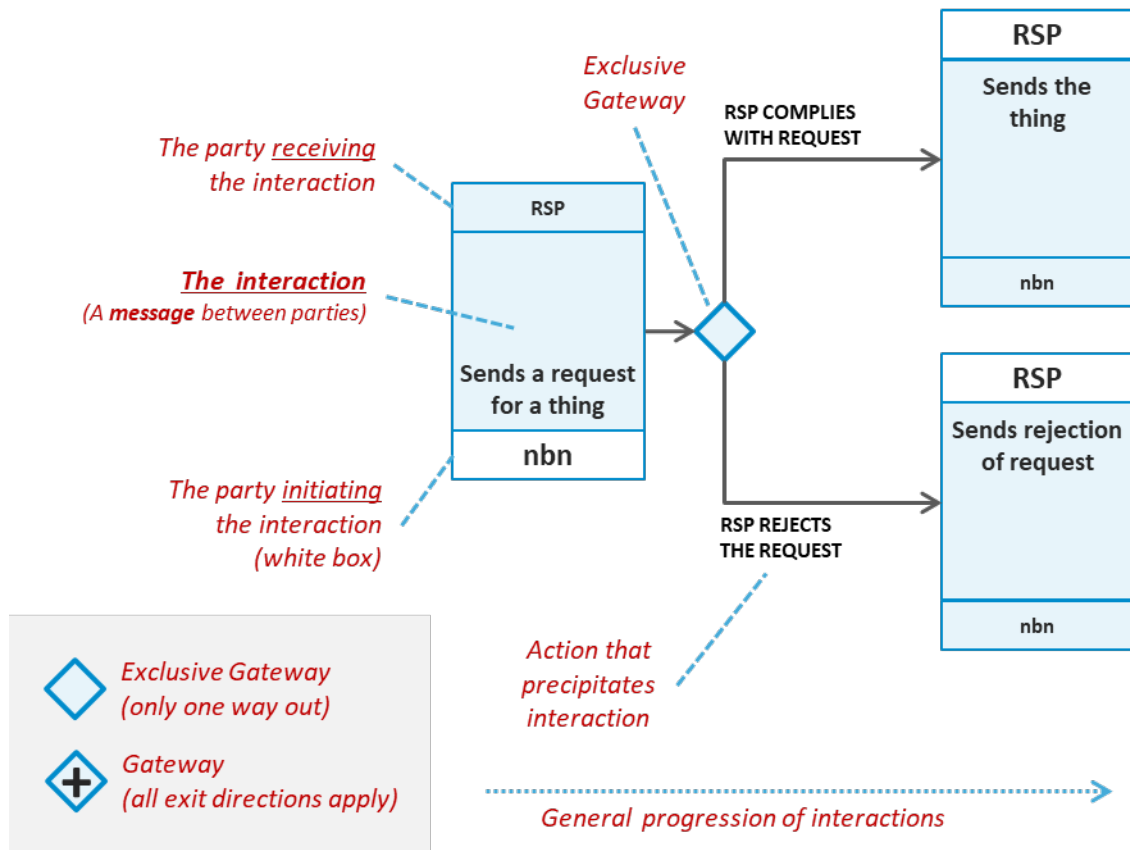 Exclusive
Gateway
RSP
Sends the
thing
nbn
RSP COMPLIES
WITH REQUEST
The party receiving
the interaction
RSP
The interaction
(A message between parties)
Sends a request
for a thing
nbn
The party initiating
the interaction
(white box)
RSP
Sends rejection
of request
nbn
RSP REJECTS
THE REQUEST
Action that
precipitates
interaction
Exclusive Gateway
(only one way out)
Gateway
(all exit directions apply)
General progression of interactions